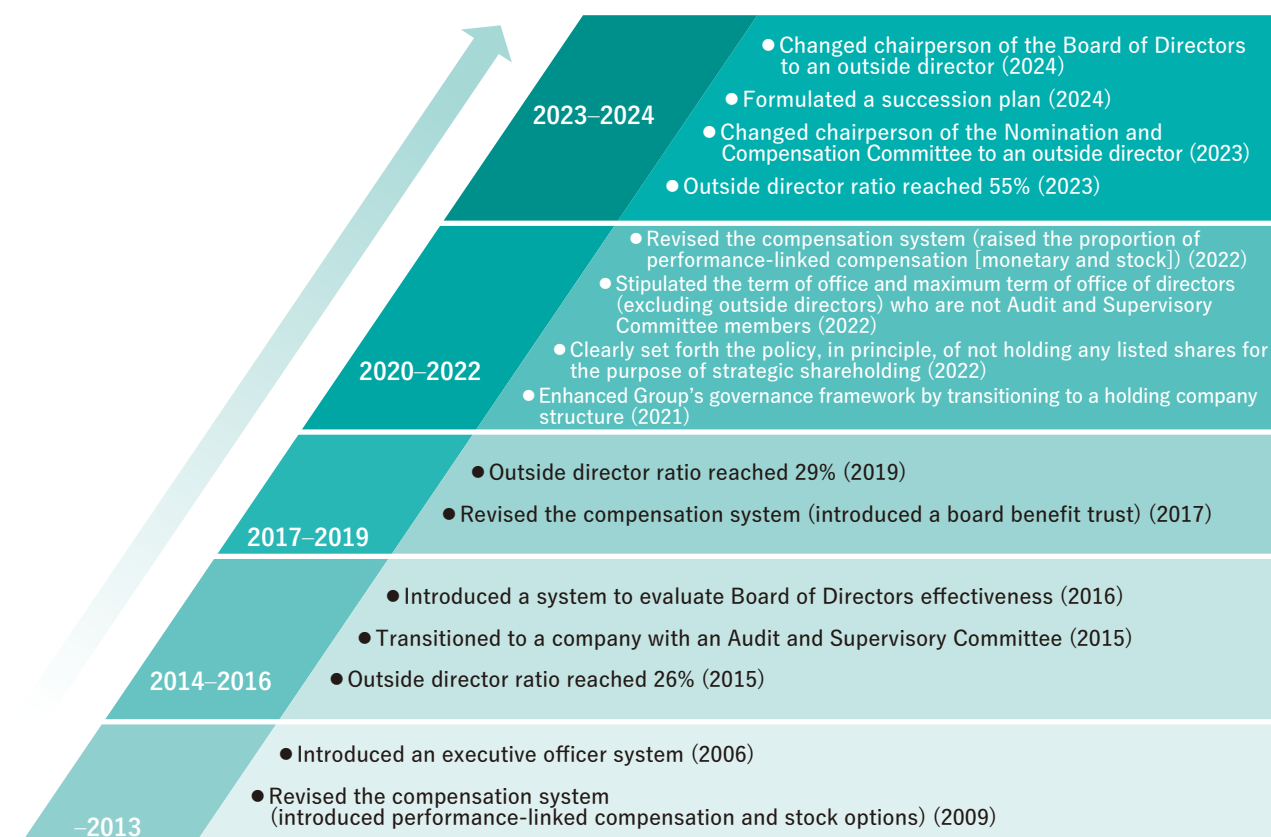 2023–2024
● Changed chairperson of the Board of Directors
to an outside director (2024)
● Formulated a succession plan (2024)
● Changed chairperson of the Nomination and
Compensation Committee to an outside director (2023)
● Outside director ratio reached 55% (2023)
2020–2022
● Revised the compensation system (raised the proportion of
performance-linked compensation [monetary and stock]) (2022)
● Stipulated the term of office and maximum term of office of directors
(excluding outside directors) who are not Audit and Supervisory
Committee members (2022)
● Clearly set forth the policy, in principle, of not holding any listed shares for
the purpose of strategic shareholding (2022)
● Enhanced Group’s governance framework by transitioning to a holding company
structure (2021)
2017–2019
● Outside director ratio reached 29% (2019)
● Revised the compensation system (introduced a board benefit trust) (2017)
2014–2016
● Introduced a system to evaluate Board of Directors effectiveness (2016)
● Transitioned to a company with an Audit and Supervisory Committee (2015)
● Outside director ratio reached 26% (2015)
–2013
● Introduced an executive officer system (2006)
● Revised the compensation system
(introduced performance-linked compensation and stock options) (2009)